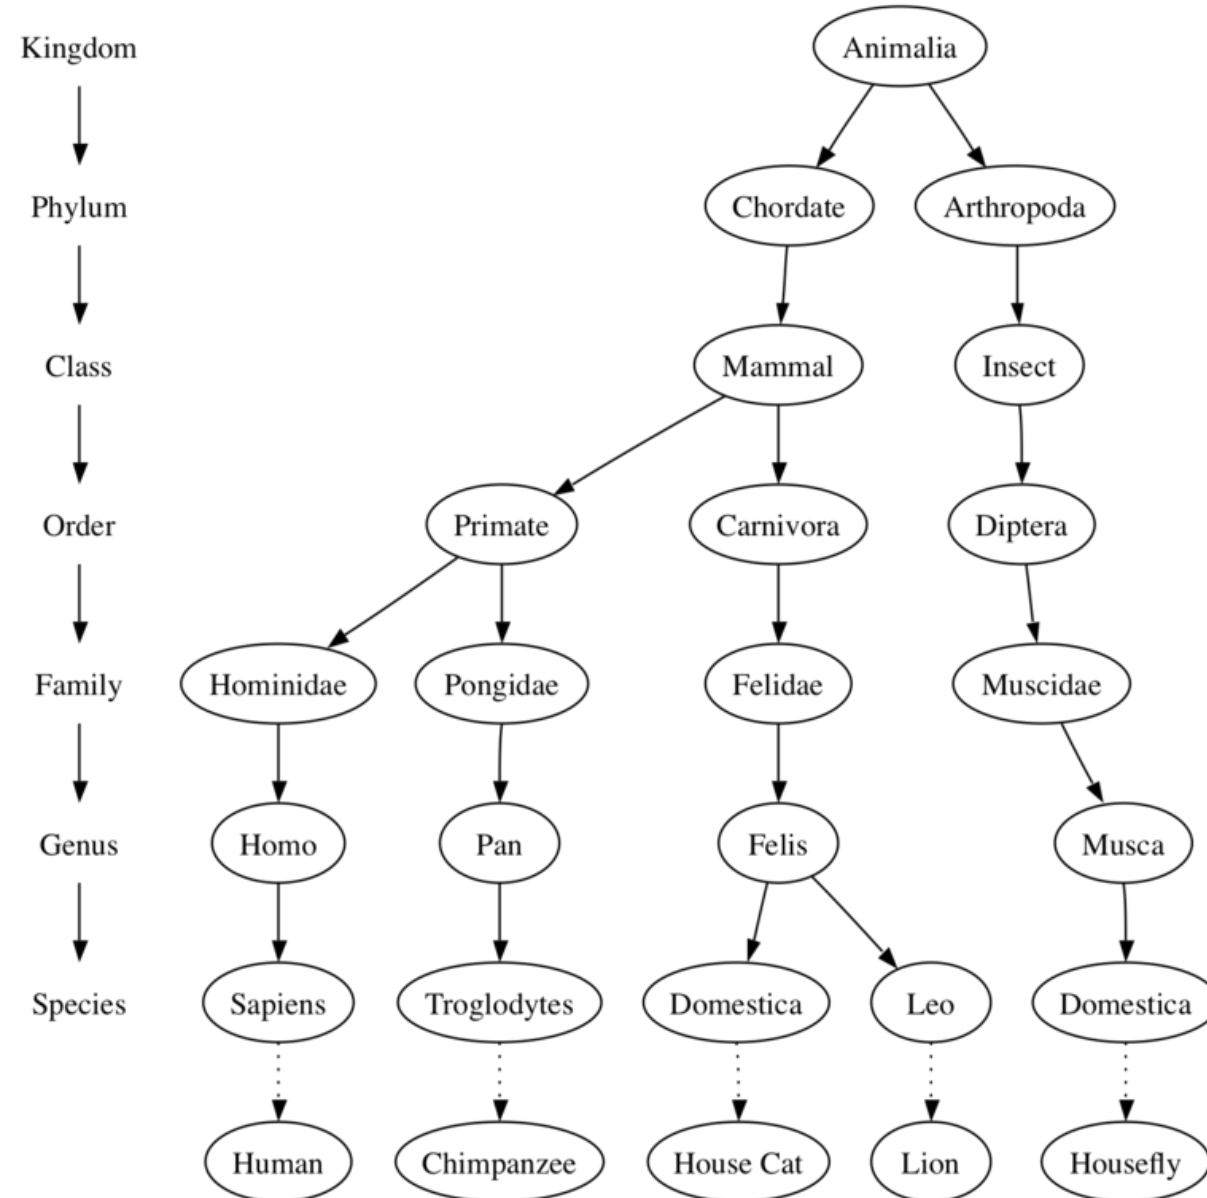 Kingdom Animalia
Phylum Chordate Arthropoda
Class Mammal Insect
Order Primate Carnivora Diptera
Family Hominidae Pongidae Felidae Muscidae
Genus Homo Pan Felis Musca
Species Sapiens Troglodytes Domestica Leo Domestica
Human Chimpanzee House Cat Lion Housefly